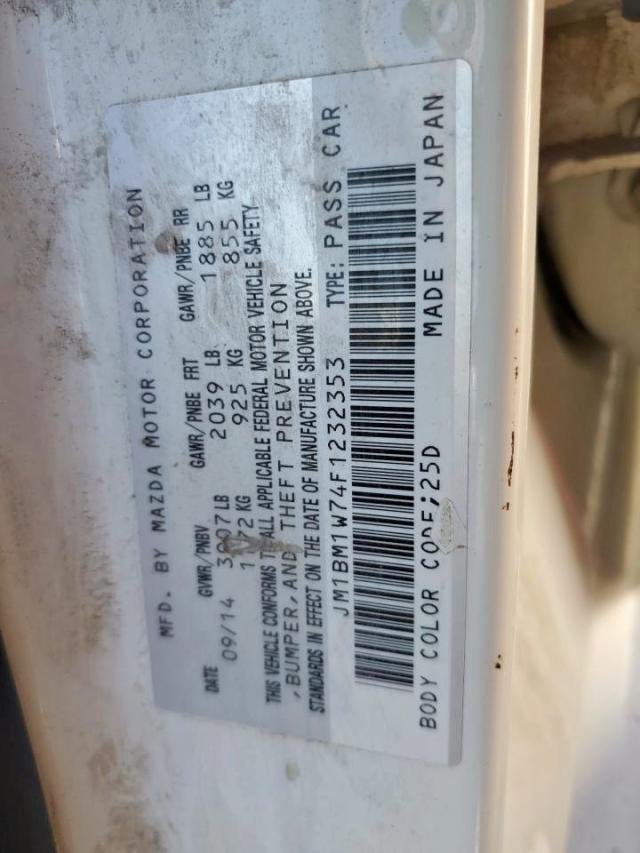 MFD. BY MAZDA MOTOR CORPORATION
DATE GVWR/PNBV GAWR/PNBE FRT GAWR/PNBE RR
09/14 LB 2039 LB 1885 LB
KG 925 KG 855 KG
THIS VEHICLE CONFORMS ALL APPLICABLE FEDERAL MOTOR VEHICLE SAFETY
,BUMPER,AND THEFT PREVENTION
STANDARDS IN EFFECT ON THE DATE OF MANUFACTURE SHOWN ABOVE.
JM1BM1W74F1232353 TYPE: PASS CAR
BODY COLOR CODE;25D MADE IN JAPAN